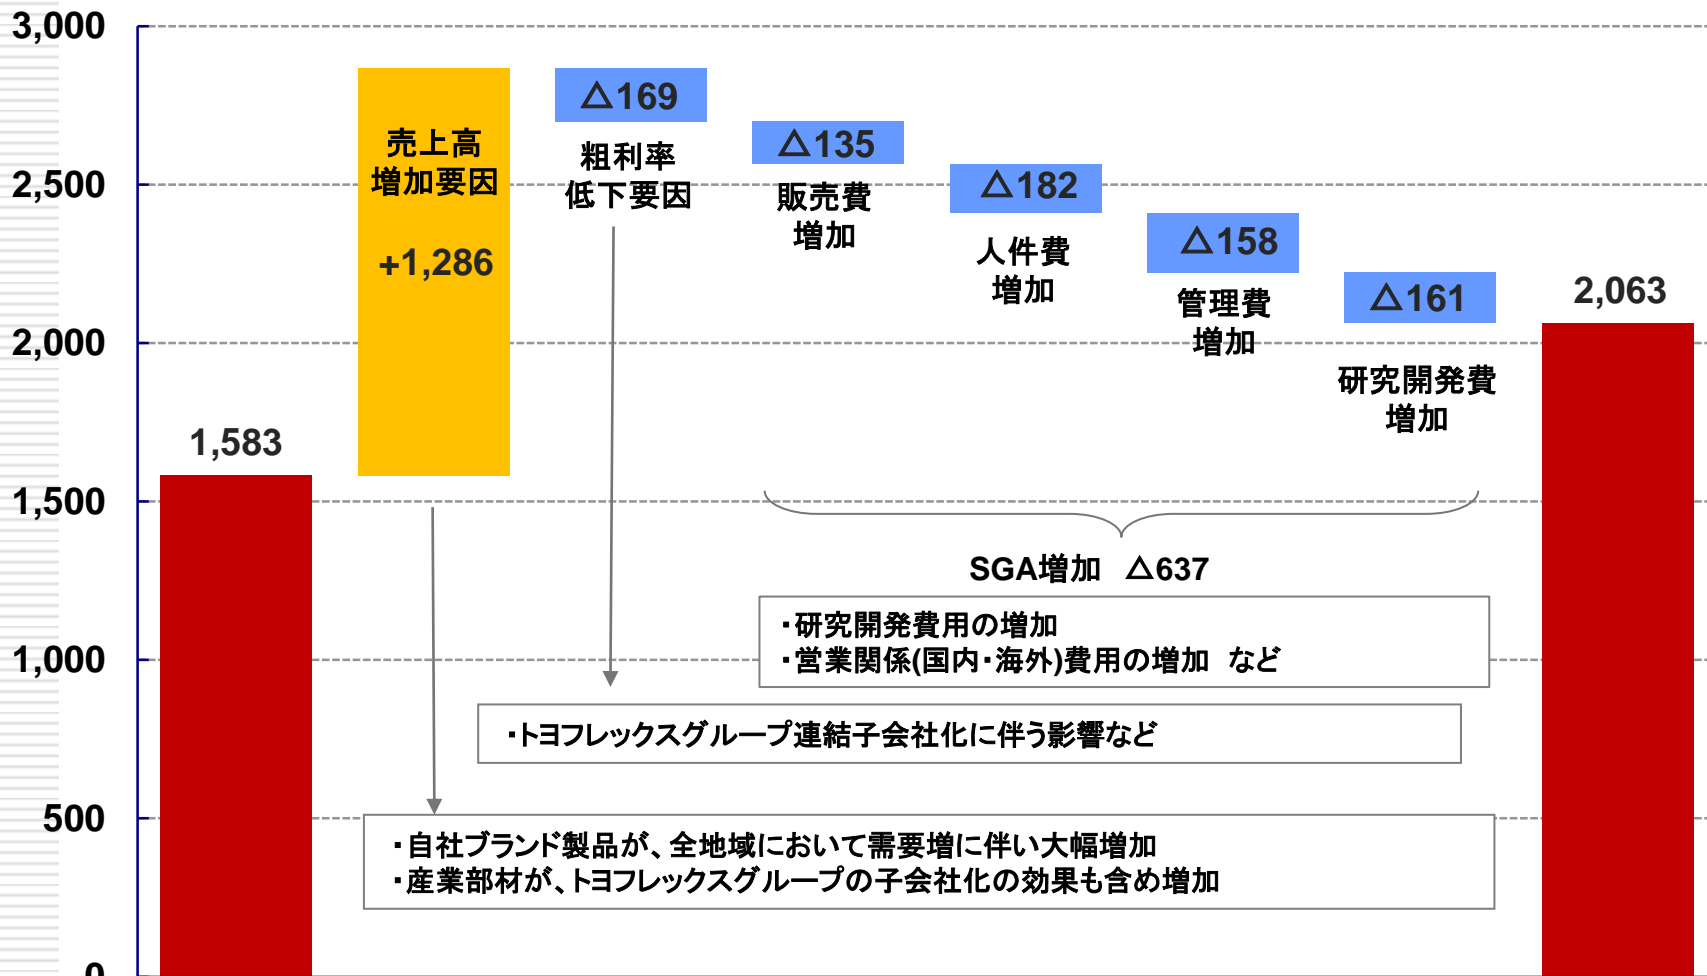 3,000
2,500
2,000
1,500
1,000
500
0
1,583
売上高
増加要因
+1,286
△169
粗利率
低下要因
△135
販売費
増加
△182
人件費
増加
△158
管理費
増加
△161
研究開発費
増加
2,063
SGA増加 △637
・研究開発費用の増加
・営業関係(国内・海外)費用の増加 など
・トヨフレックスグループ連結子会社化に伴う影響など
・自社ブランド製品が、全地域において需要増に伴い大幅増加
・産業部材が、トヨフレックスグループの子会社化の効果も含め増加